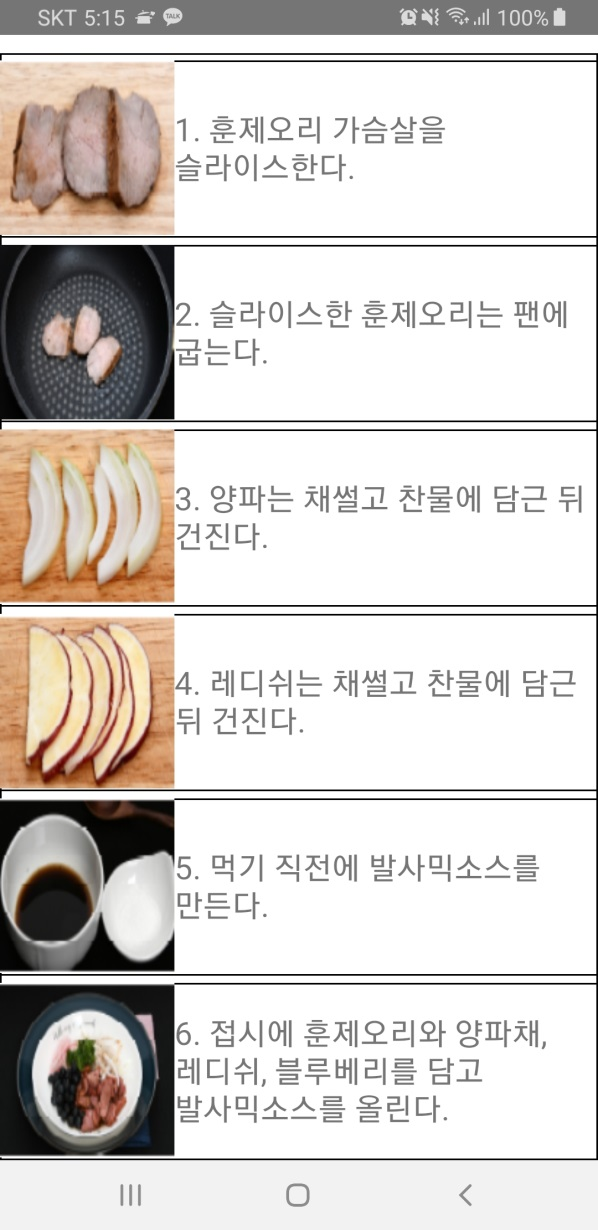 SKT 5:15 TALK 100%
1. 훈제오리 가슴살을
슬라이스한다.
2. 슬라이스한 훈제오리는 팬에
굽는다.
3. 양파는 채썰고 찬물에 담근 뒤
건진다.
4. 레디쉬는 채썰고 찬물에 담근
뒤 건진다.
5. 먹기 직전에 발사믹소스를
만든다.
6. 접시에 훈제오리와 양파채,
레디쉬, 블루베리를 담고
발사믹소스를 올린다.